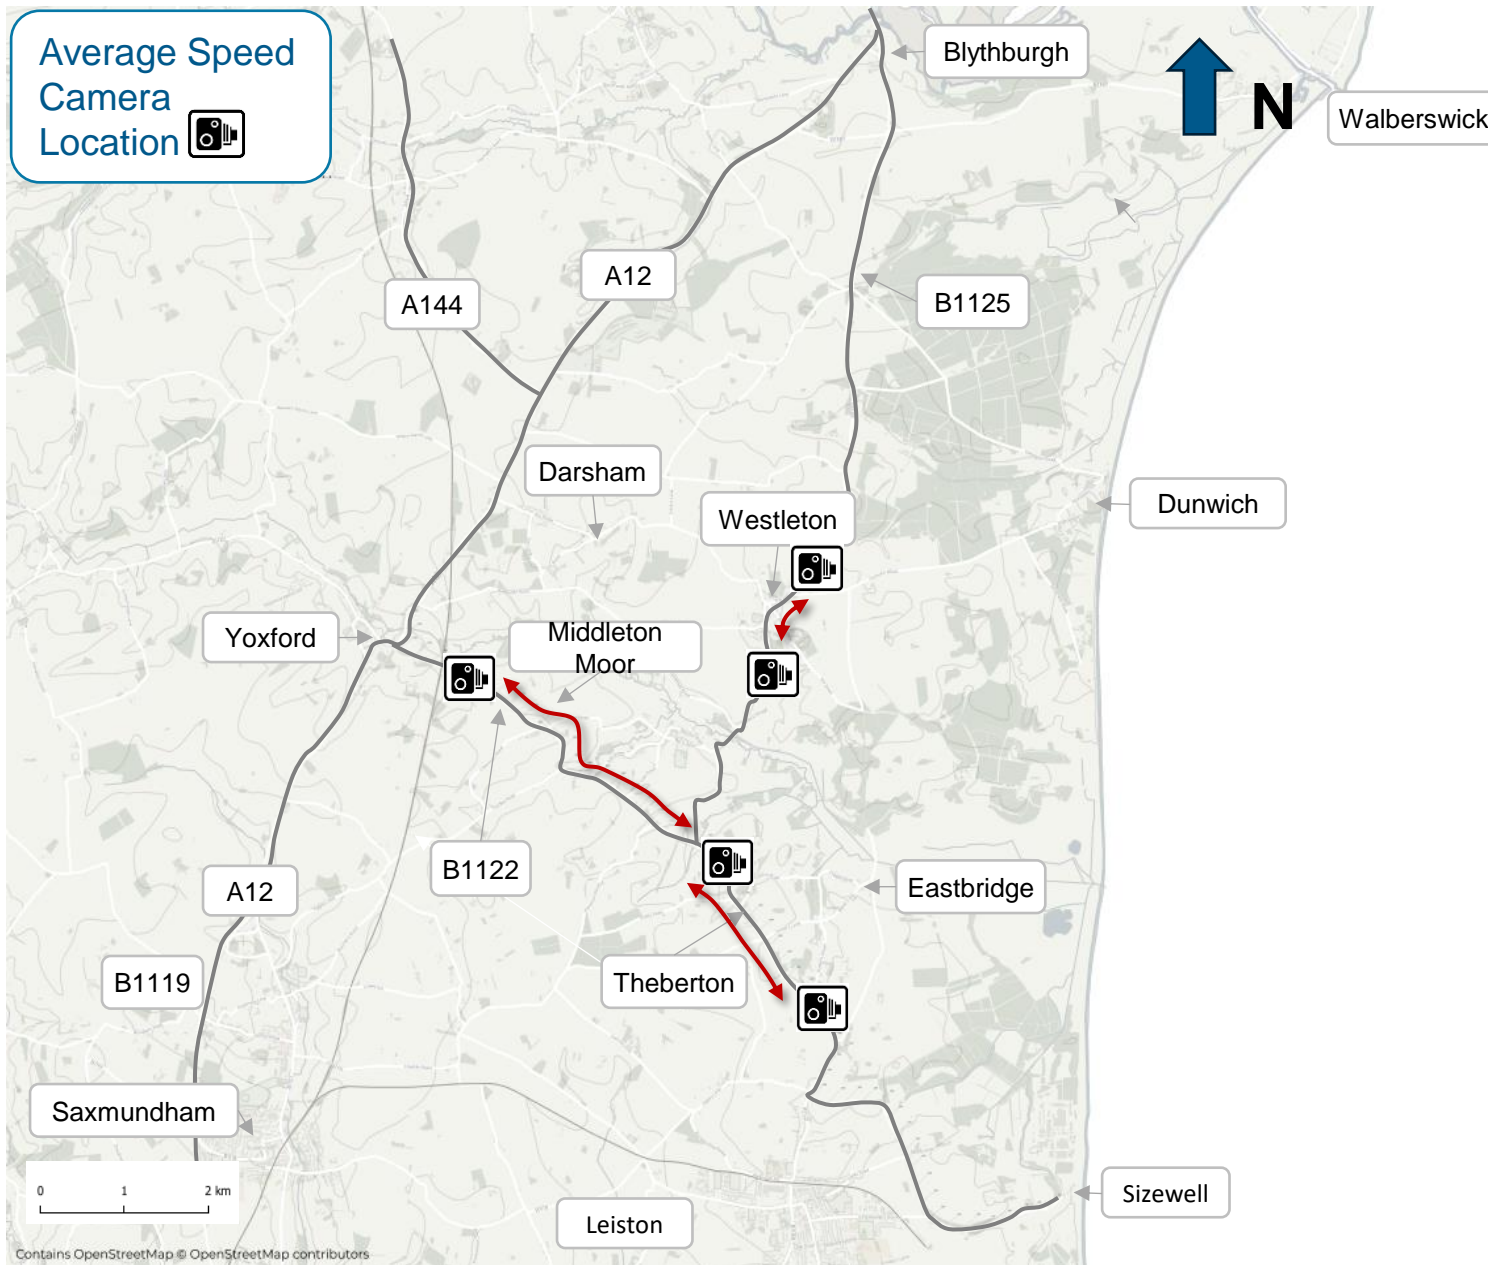 Average Speed
Camera
Location
Blythburgh
N
Walberswick
A12
A144
B1125
Darsham
Westleton
Dunwich
Yoxford
Middleton
Moor
B1122
A12
Eastbridge
B1119
Theberton
Saxmundham
Sizewell
Leiston
0 1 2 km
Contains OpenStreetMap © OpenStreetMap contributors